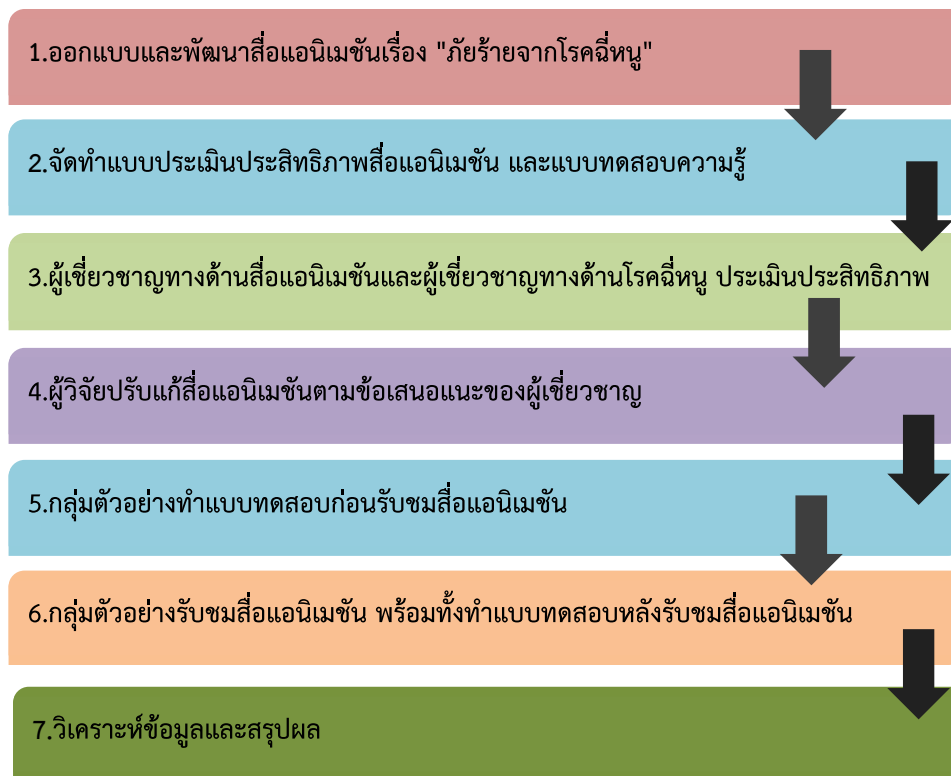 1.ออกแบบและพัฒนาสื่อแอนิเมชันเรื่อง "ภัยร้ายจากโรคฉี่หนู"
2.จัดทำแบบประเมินประสิทธิภาพสื่อแอนิเมชัน และแบบทดสอบความรู้
3.ผู้เชี่ยวชาญทางด้านสื่อแอนิเมชันและผู้เชี่ยวชาญทางด้านโรคฉี่หนู ประเมินประสิทธิภาพ
4.ผู้วิจัยปรับแก้สื่อแอนิเมชันตามข้อเสนอแนะของผู้เชี่ยวชาญ
5.กลุ่มตัวอย่างทำแบบทดสอบก่อนรับชมสื่อแอนิเมชัน
6.กลุ่มตัวอย่างรับชมสื่อแอนิเมชัน พร้อมทั้งทำแบบทดสอบหลังรับชมสื่อแอนิเมชัน
7.วิเคราะห์ข้อมูลและสรุปผล